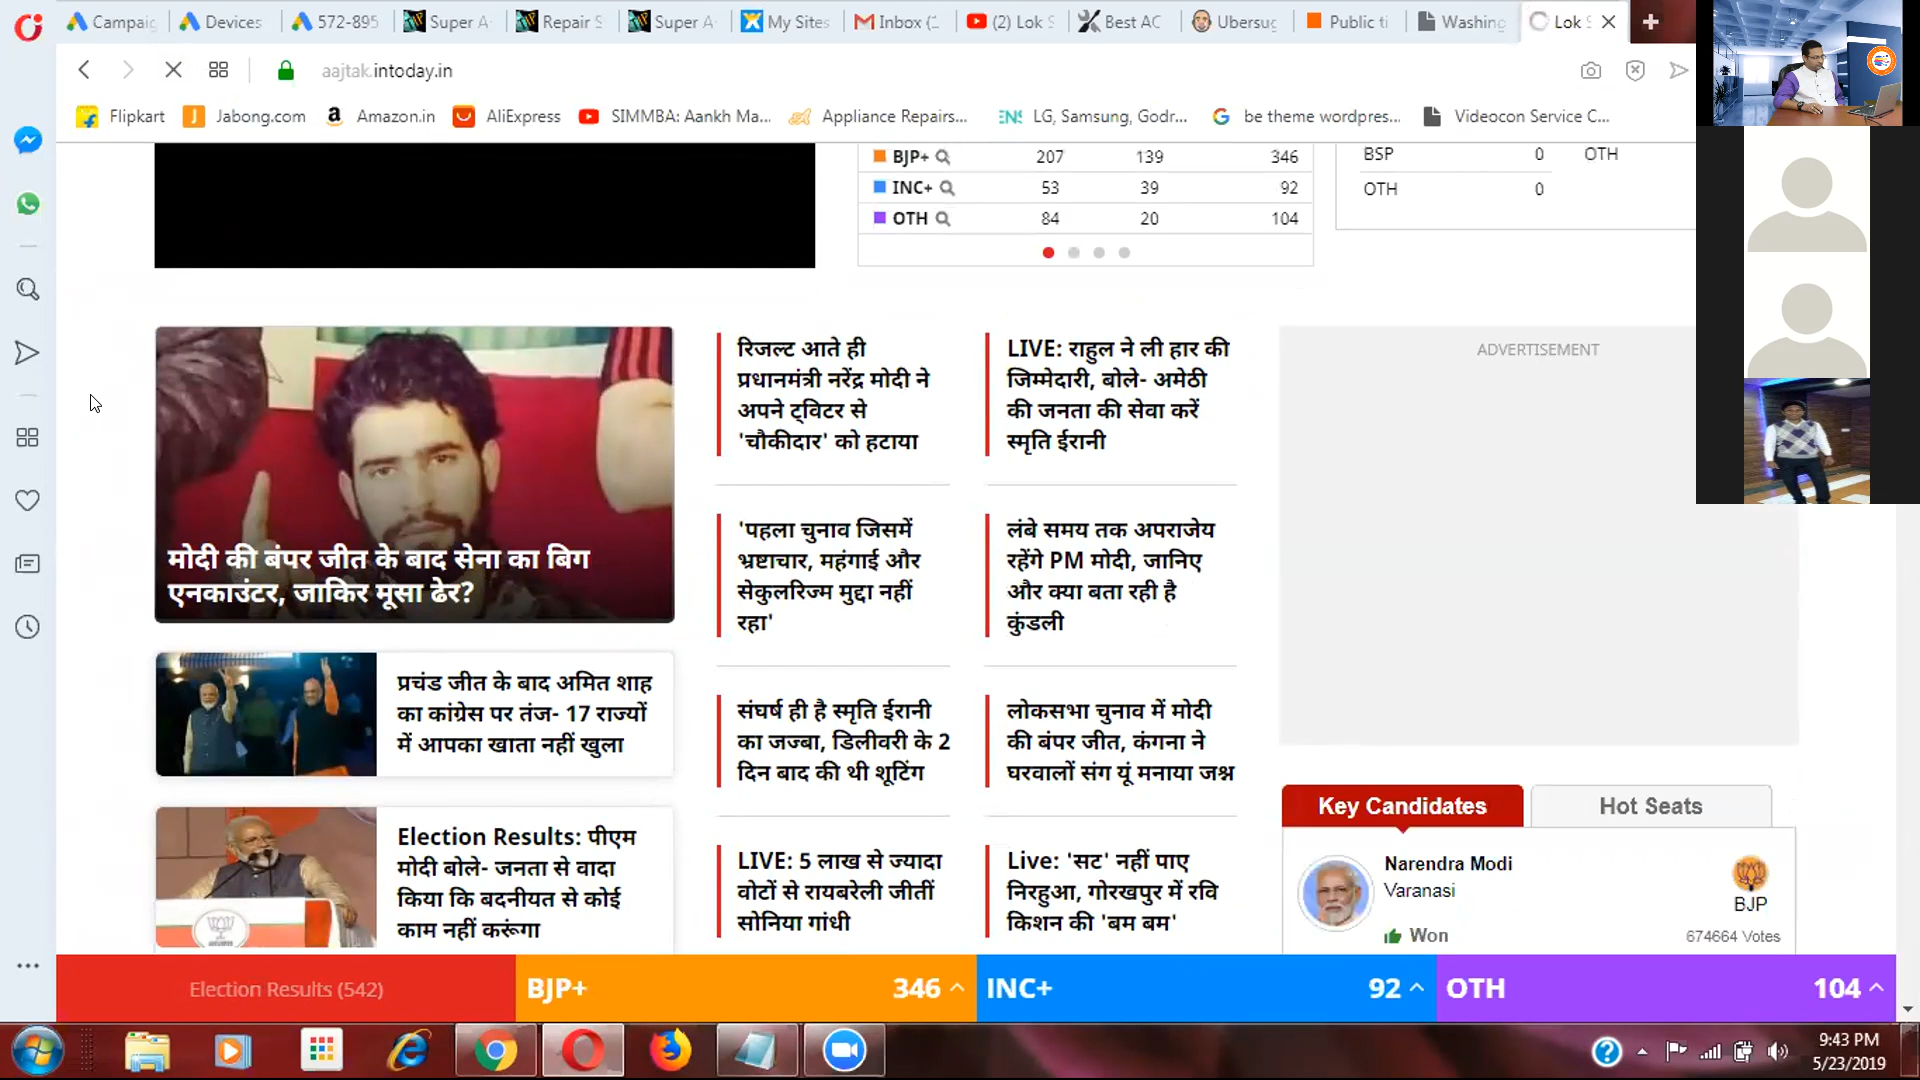 Campaig
Devices
572-895
Super A
Repair S
Super A
My Sites
Inbox (1
(2) Lok S
Best AC
Ubersug
Public ti
Washing
Lok S
aajtak.intoday.in
Flipkart
Jabong.com
Amazon.in
AliExpress
SIMMBA: Aankh Ma...
Appliance Repairs...
LG, Samsung, Godr...
be theme wordpres...
Videocon Service C...
BJP+ 207 139 346
INC+ 53 39 92
OTH 84 20 104
BSP 0 OTH
OTH 0
मोदी की बंपर जीत के बाद सेना का बिग
एनकाउंटर, जाकिर मूसा ढेर?
प्रचंड जीत के बाद अमित शाह
का कांग्रेस पर तंज- 17 राज्यों
में आपका खाता नहीं खुला
Election Results: पीएम
मोदी बोले- जनता से वादा
किया कि बदनीयत से कोई
काम नहीं करूंगा
रिजल्ट आते ही
प्रधानमंत्री नरेंद्र मोदी ने
अपने ट्विटर से
'चौकीदार' को हटाया
'पहला चुनाव जिसमें
भ्रष्टाचार, महंगाई और
सेकुलरिज्म मुद्दा नहीं
रहा'
संघर्ष ही है स्मृति ईरानी
का जज्बा, डिलीवरी के 2
दिन बाद की थी शूटिंग
LIVE: 5 लाख से ज्यादा
वोटों से रायबरेली जीतीं
सोनिया गांधी
LIVE: राहुल ने ली हार की
जिम्मेदारी, बोले- अमेठी
की जनता की सेवा करें
स्मृति ईरानी
लंबे समय तक अपराजेय
रहेंगे PM मोदी, जानिए
और क्या बता रही है
कुंडली
लोकसभा चुनाव में मोदी
की बंपर जीत, कंगना ने
घरवालों संग यूं मनाया जश्न
Live: 'सट' नहीं पाए
निरहुआ, गोरखपुर में रवि
किशन की 'बम बम'
ADVERTISEMENT
Key Candidates
Hot Seats
Narendra Modi
Varanasi
BJP
Won
674664 Votes
Election Results (542)
BJP+ 346
INC+ 92
OTH 104
9:43 PM
5/23/2019